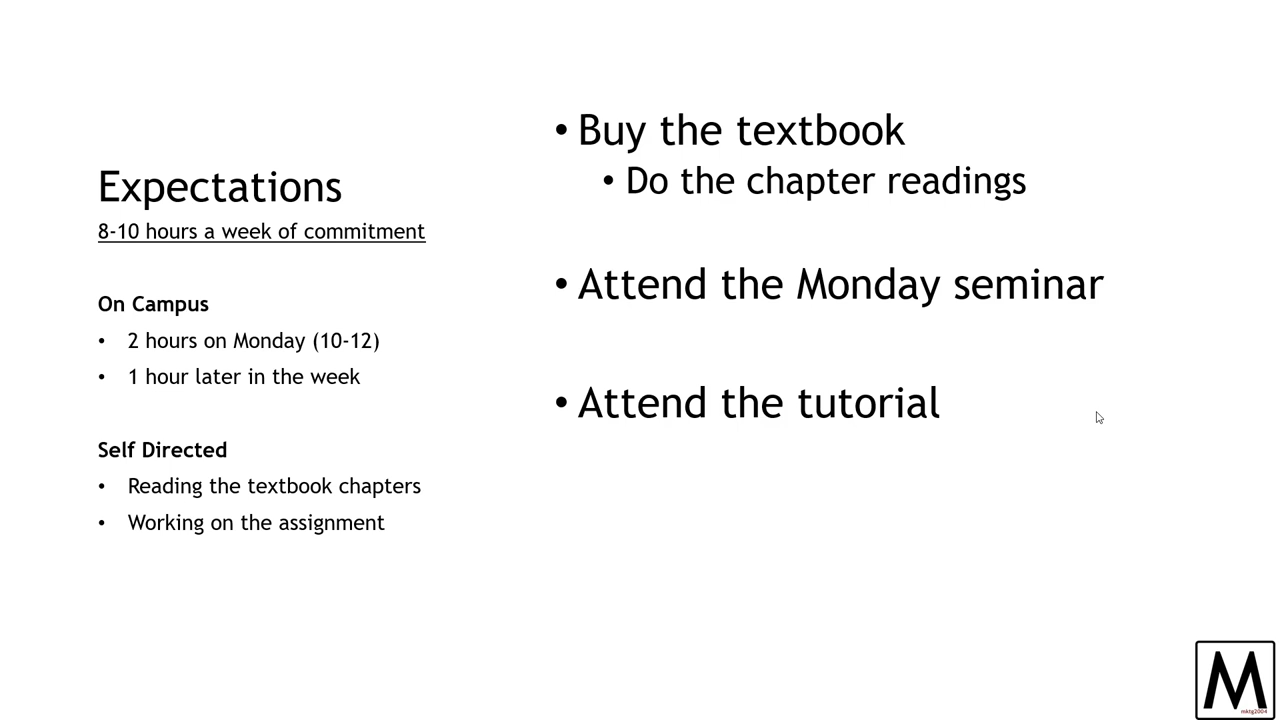 Expectations
8-10 hours a week of commitment
On Campus
• 2 hours on Monday (10-12)
• 1 hour later in the week
Self Directed
• Reading the textbook chapters
• Working on the assignment
• Buy the textbook
• Do the chapter readings
• Attend the Monday seminar
• Attend the tutorial
M
mktg2004